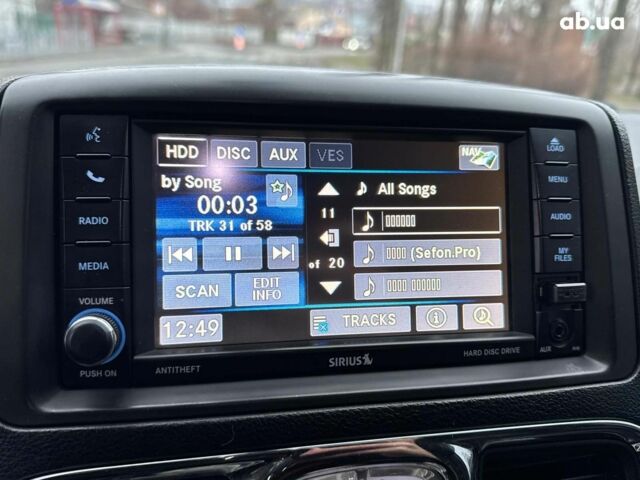 ab.ua
HDD DISC AUX VES NAV
by Song
00:03
TRK 31 of 58
All Songs
11
of 20
▯▯▯▯▯▯
▯▯▯▯ (Sefon.Pro)
▯▯▯▯ ▯▯▯▯▯▯
SCAN
EDIT INFO
12:49
TRACKS
RADIO
MEDIA
VOLUME
PUSH ON
LOAD
MENU
AUDIO
MY FILES
AUX
ANTITHEFT
SIRIUS
HARD DISC DRIVE